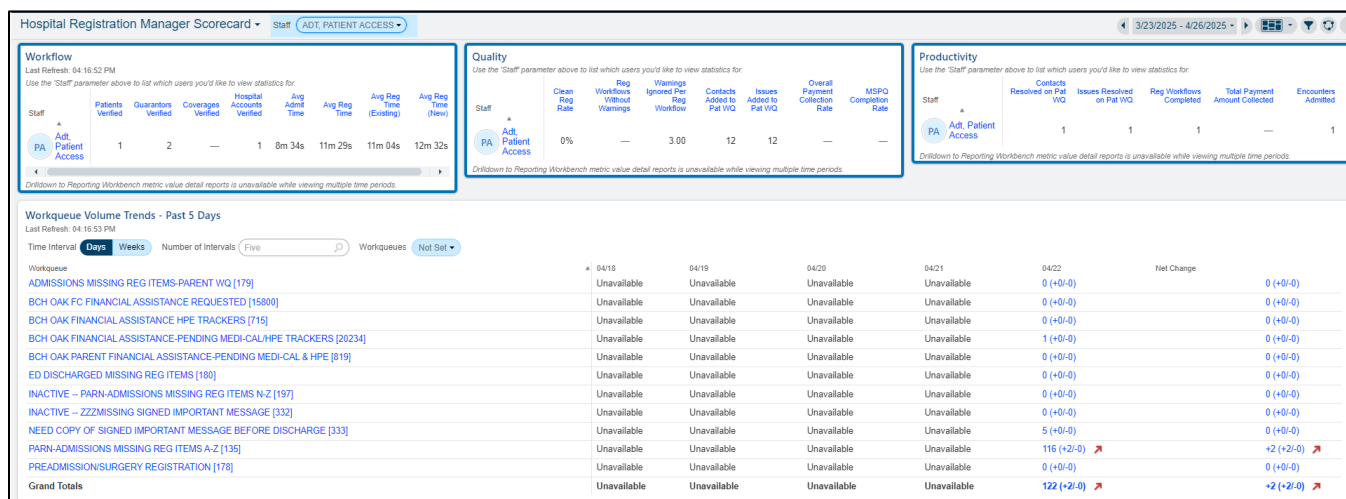 Hospital Registration Manager Scorecard Staff ADT, PATIENT ACCESS 3/23/2025 - 4/26/2025
Workflow
Last Refresh: 04:16:52 PM
Use the 'Staff' parameter above to list which users you'd like to view statistics for.
Staff Patients Verified Guarantors Verified Coverages Verified Hospital Accounts Verified Avg Admit Time Avg Reg Time Avg Reg Time (Existing) Avg Reg Time (New)
PA Adt, Patient Access 1 2 — 1 8m 34s 11m 29s 11m 04s 12m 32s
Drilldown to Reporting Workbench metric value detail reports is unavailable while viewing multiple time periods.
Quality
Use the 'Staff' parameter above to list which users you'd like to view statistics for.
Staff Clean Reg Rate Reg Workflows Without Warnings Warnings Ignored Per Reg Workflow Contacts Added to Pat WQ Issues Added to Pat WQ Overall Payment Collection Rate MSPQ Completion Rate
PA Adt, Patient Access 0% — 3.00 12 12 — —
Drilldown to Reporting Workbench metric value detail reports is unavailable while viewing multiple time periods.
Productivity
Use the 'Staff' parameter above to list which users you'd like to view statistics for.
Staff Contacts Resolved on Pat WQ Issues Resolved on Pat WQ Reg Workflows Completed Total Payment Amount Collected Encounters Admitted
PA Adt, Patient Access 1 1 1 — 1
Drilldown to Reporting Workbench metric value detail reports is unavailable while viewing multiple time periods.
Workqueue Volume Trends - Past 5 Days
Last Refresh: 04:16:53 PM
Time Interval Days Weeks Number of Intervals Five Workqueues Not Set
Workqueue 04/18 04/19 04/20 04/21 04/22 Net Change
ADMISSIONS MISSING REG ITEMS-PARENT WQ [179] Unavailable Unavailable Unavailable Unavailable 0 (+0/-0) 0 (+0/-0)
BCH OAK FC FINANCIAL ASSISTANCE REQUESTED [15800] Unavailable Unavailable Unavailable Unavailable 0 (+0/-0) 0 (+0/-0)
BCH OAK FINANCIAL ASSISTANCE HPE TRACKERS [715] Unavailable Unavailable Unavailable Unavailable 0 (+0/-0) 0 (+0/-0)
BCH OAK FINANCIAL ASSISTANCE-PENDING MEDI-CAL/HPE TRACKERS [20234] Unavailable Unavailable Unavailable Unavailable 1 (+0/-0) 0 (+0/-0)
BCH OAK PARENT FINANCIAL ASSISTANCE-PENDING MEDI-CAL & HPE [819] Unavailable Unavailable Unavailable Unavailable 0 (+0/-0) 0 (+0/-0)
ED DISCHARGED MISSING REG ITEMS [180] Unavailable Unavailable Unavailable Unavailable 0 (+0/-0) 0 (+0/-0)
INACTIVE -- PARN-ADMISSIONS MISSING REG ITEMS N-Z [197] Unavailable Unavailable Unavailable Unavailable 0 (+0/-0) 0 (+0/-0)
INACTIVE -- ZZZMISSING SIGNED IMPORTANT MESSAGE [332] Unavailable Unavailable Unavailable Unavailable 0 (+0/-0) 0 (+0/-0)
NEED COPY OF SIGNED IMPORTANT MESSAGE BEFORE DISCHARGE [333] Unavailable Unavailable Unavailable Unavailable 5 (+0/-0) 0 (+0/-0)
PARN-ADMISSIONS MISSING REG ITEMS A-Z [135] Unavailable Unavailable Unavailable Unavailable 116 (+2/-0) +2 (+2/-0)
PREADMISSION/SURGERY REGISTRATION [178] Unavailable Unavailable Unavailable Unavailable 0 (+0/-0) 0 (+0/-0)
Grand Totals Unavailable Unavailable Unavailable Unavailable 122 (+2/-0) +2 (+2/-0)